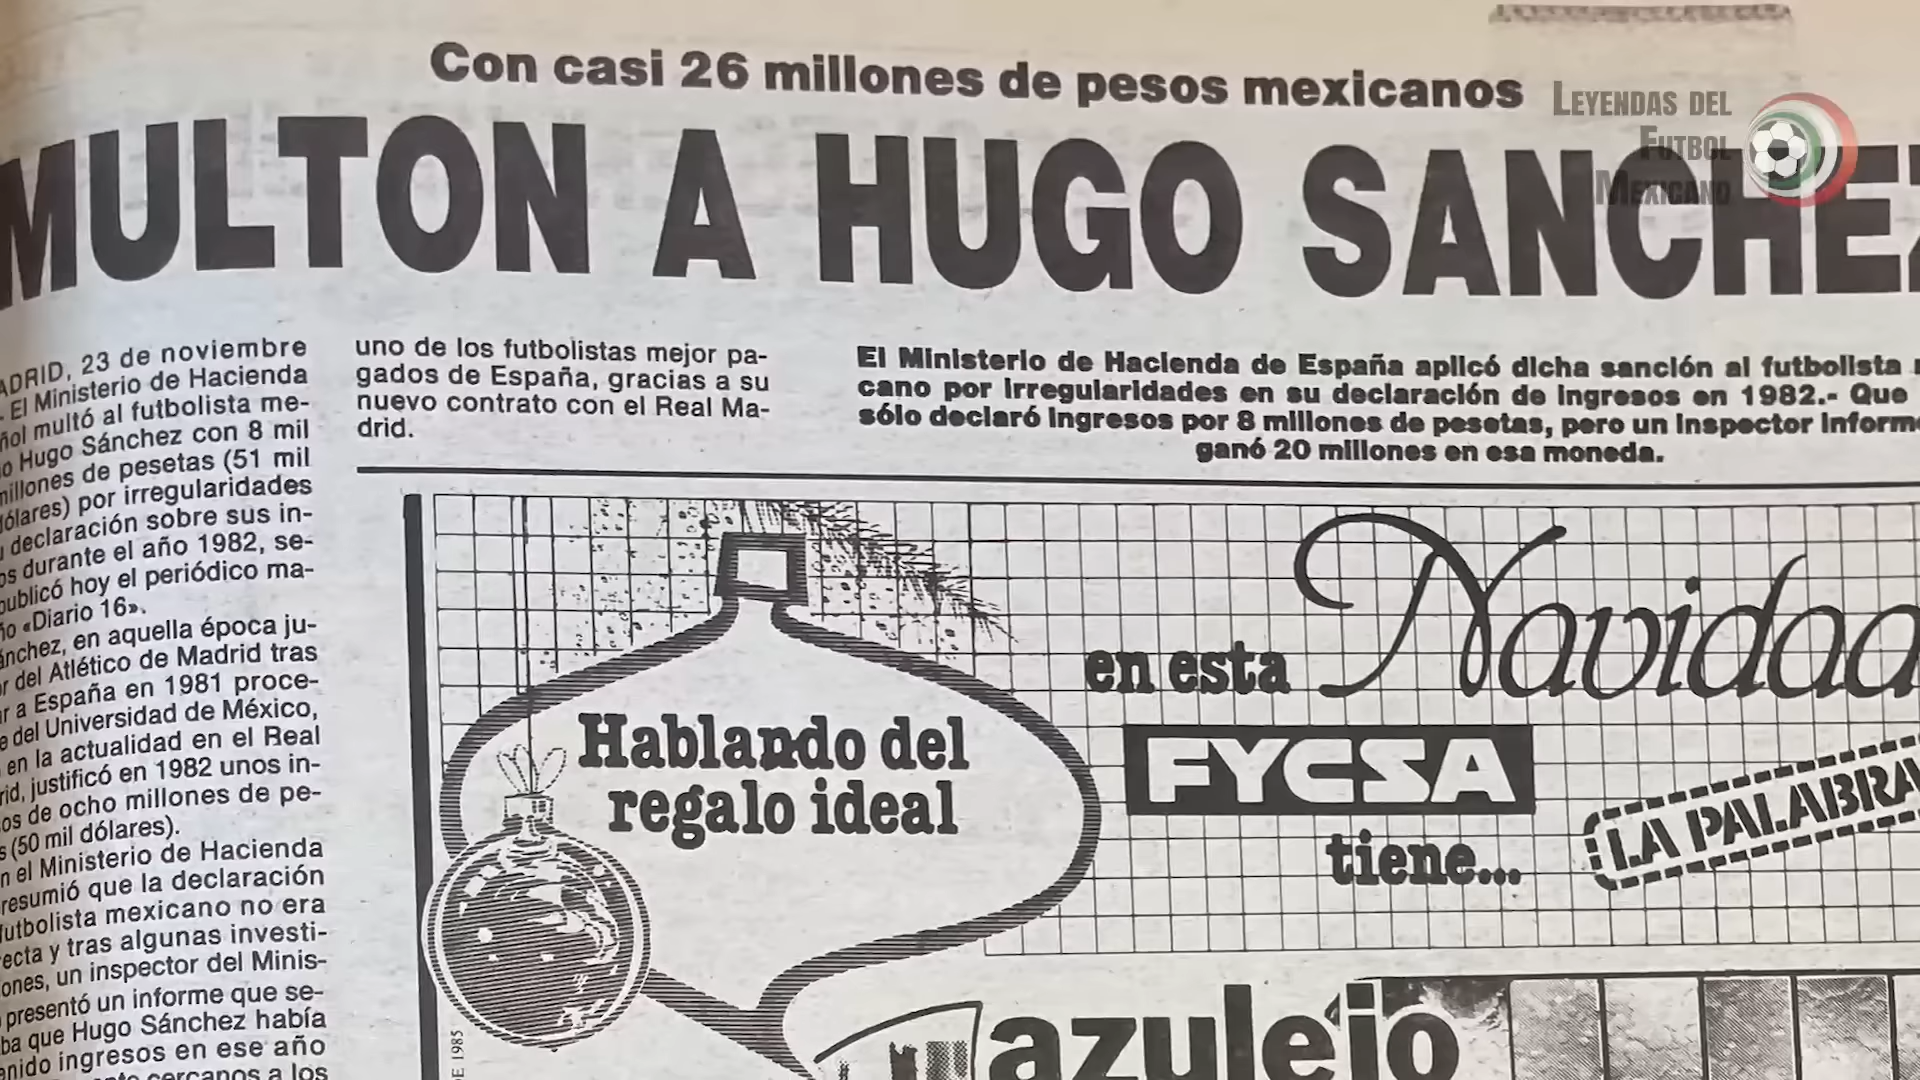 Con casi 26 millones de pesos mexicanos
LEYENDAS DEL
FUTBOL
MEXICANO
MULTON A HUGO SANCHEZ
ADRID, 23 de noviembre
.- El Ministerio de Hacienda
ñol multó al futbolista me-
o Hugo Sánchez con 8 mil
millones de pesetas (51 mil
ólares) por irregularidades
u declaración sobre sus in-
os durante el año 1982, se-
publicó hoy el periódico ma-
ño «Diario 16».
ánchez, en aquella época ju-
r del Atlético de Madrid tras
ar a España en 1981 proce-
e del Universidad de México,
en la actualidad en el Real
rid, justificó en 1982 unos in-
os de ocho millones de pe-
s (50 mil dólares).
n el Ministerio de Hacienda
resumió que la declaración
futbolista mexicano no era
ecta y tras algunas investi-
ones, un inspector del Minis-
presentó un informe que se-
ba que Hugo Sánchez había
enido ingresos en ese año
cercanos a los
uno de los futbolistas mejor pa-
gados de España, gracias a su
nuevo contrato con el Real Ma-
drid.
El Ministerio de Hacienda de España aplicó dicha sanción al futbolista
cano por irregularidades en su declaración de ingresos en 1982.- Que
sólo declaró ingresos por 8 millones de pesetas, pero un inspector inform
ganó 20 millones en esa moneda.
Hablando del
regalo ideal
en esta Navidad
FYCSA
tiene...
LA PALABRA
DE 1985
azulejo